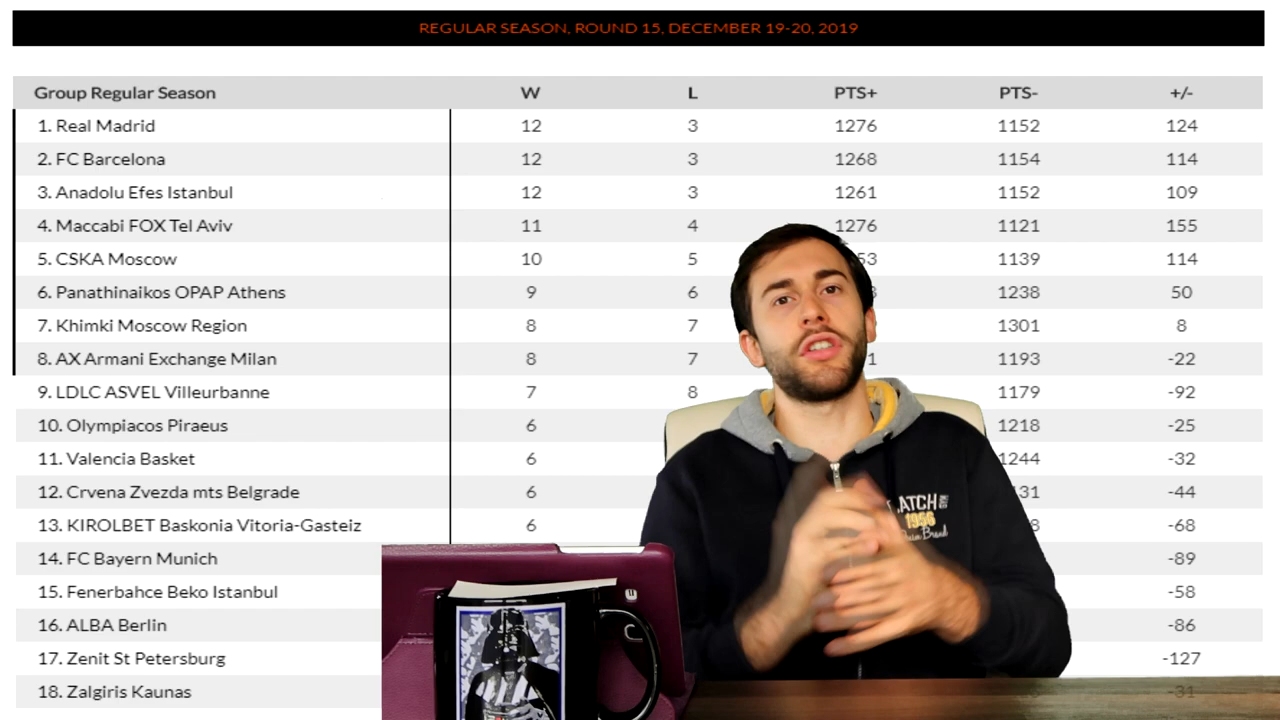 REGULAR SEASON, ROUND 15, DECEMBER 19-20, 2019
Group Regular Season W L PTS+ PTS- +/-
1. Real Madrid 12 3 1276 1152 124
2. FC Barcelona 12 3 1268 1154 114
3. Anadolu Efes Istanbul 12 3 1261 1152 109
4. Maccabi FOX Tel Aviv 11 4 1276 1121 155
5. CSKA Moscow 10 5 1139 114
6. Panathinaikos OPAP Athens 9 6 1238 50
7. Khimki Moscow Region 8 7 1301 8
8. AX Armani Exchange Milan 8 7 1193 -22
9. LDLC ASVEL Villeurbanne 7 8 1179 -92
10. Olympiacos Piraeus 6 1218 -25
11. Valencia Basket 6 1244 -32
12. Crvena Zvezda mts Belgrade 6 -44
13. KIROLBET Baskonia Vitoria-Gasteiz 6 -68
14. FC Bayern Munich -89
15. Fenerbahce Beko Istanbul -58
16. ALBA Berlin -86
17. Zenit St Petersburg -127
18. Zalgiris Kaunas -31
1956
Brand